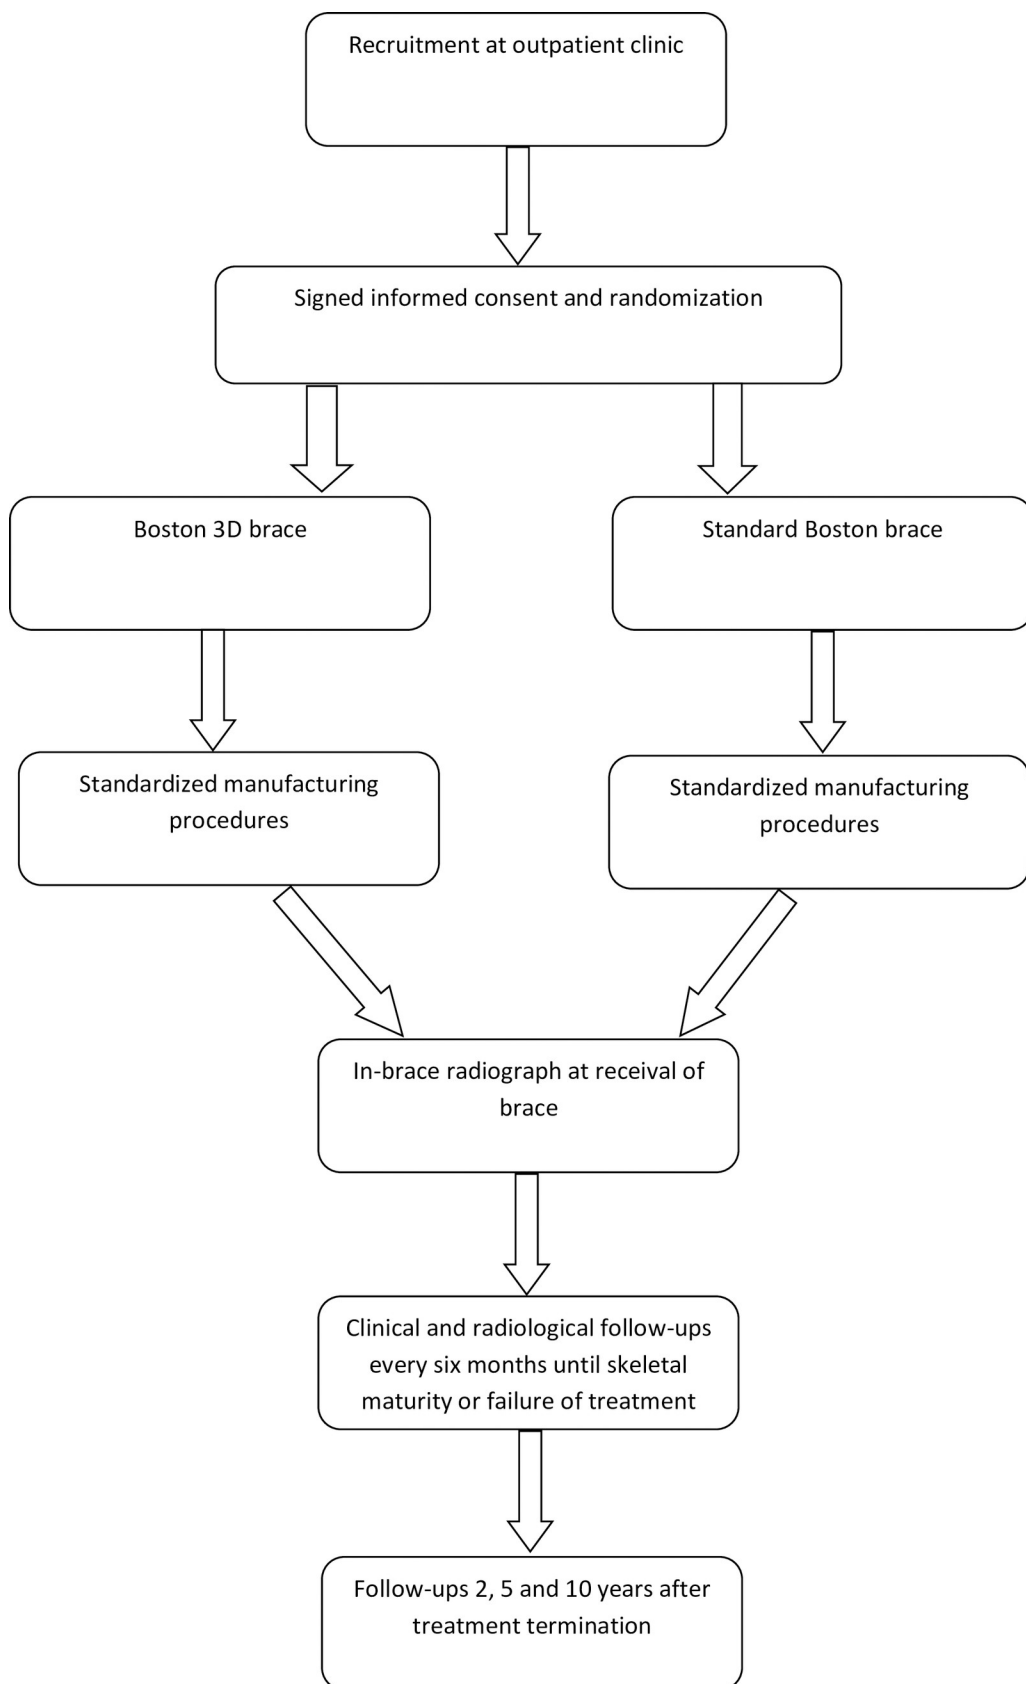 Recruitment at outpatient clinic
Signed informed consent and randomization
Boston 3D brace
Standard Boston brace
Standardized manufacturing
procedures
Standardized manufacturing
procedures
In-brace radiograph at receival of
brace
Clinical and radiological follow-ups
every six months until skeletal
maturity or failure of treatment
Follow-ups 2, 5 and 10 years after
treatment termination